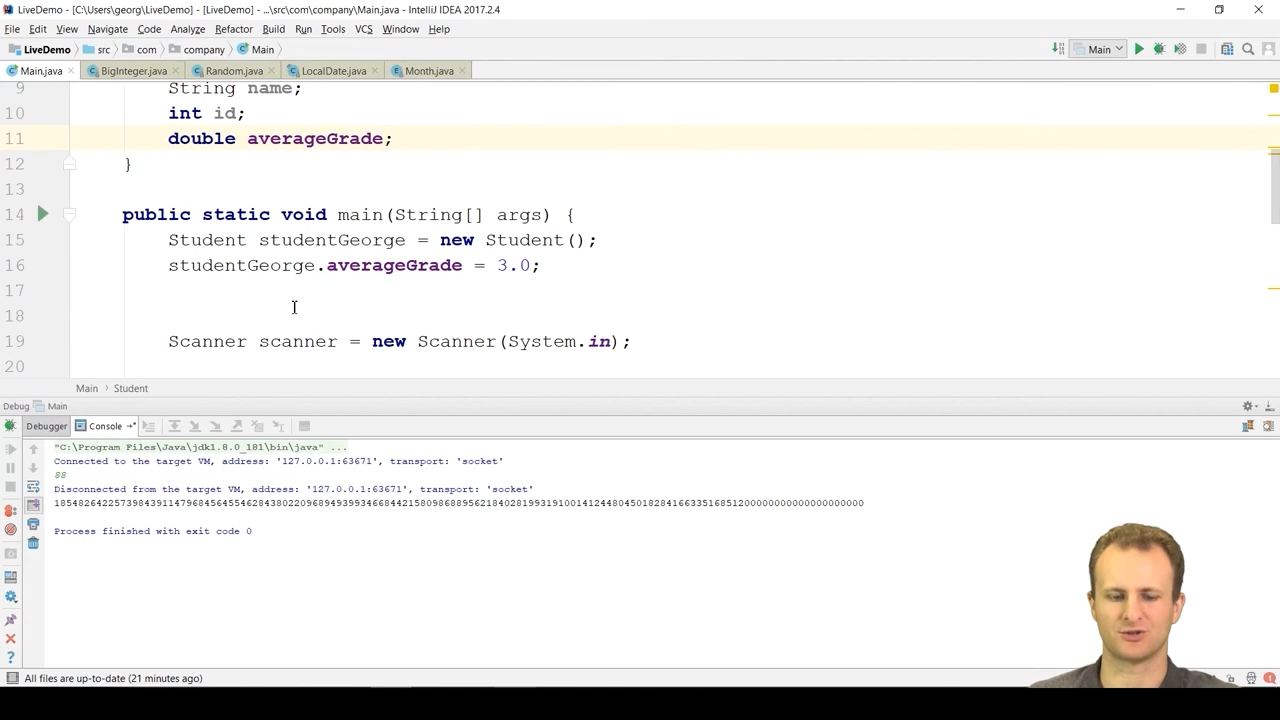 LiveDemo - [C:\Users\georg\LiveDemo] - [LiveDemo] - ...\src\com\company\Main.java - IntelliJ IDEA 2017.2.4
File Edit View Navigate Code Analyze Refactor Build Run Tools VCS Window Help
LiveDemo src com company Main Main
Main.java BigInteger.java Random.java LocalDate.java Month.java
9 String name;
10 int id;
11 double averageGrade;
12 }
13
14 public static void main(String[] args) {
15 Student studentGeorge = new Student();
16 studentGeorge.averageGrade = 3.0;
17
18
19 Scanner scanner = new Scanner(System.in);
20
Main > Student
Debug Main
Debugger Console
"C:\Program Files\Java\jdk1.8.0_181\bin\java" ...
Connected to the target VM, address: '127.0.0.1:63671', transport: 'socket'
88
Disconnected from the target VM, address: '127.0.0.1:63671', transport: 'socket'
Process finished with exit code 0
All files are up-to-date (21 minutes ago)